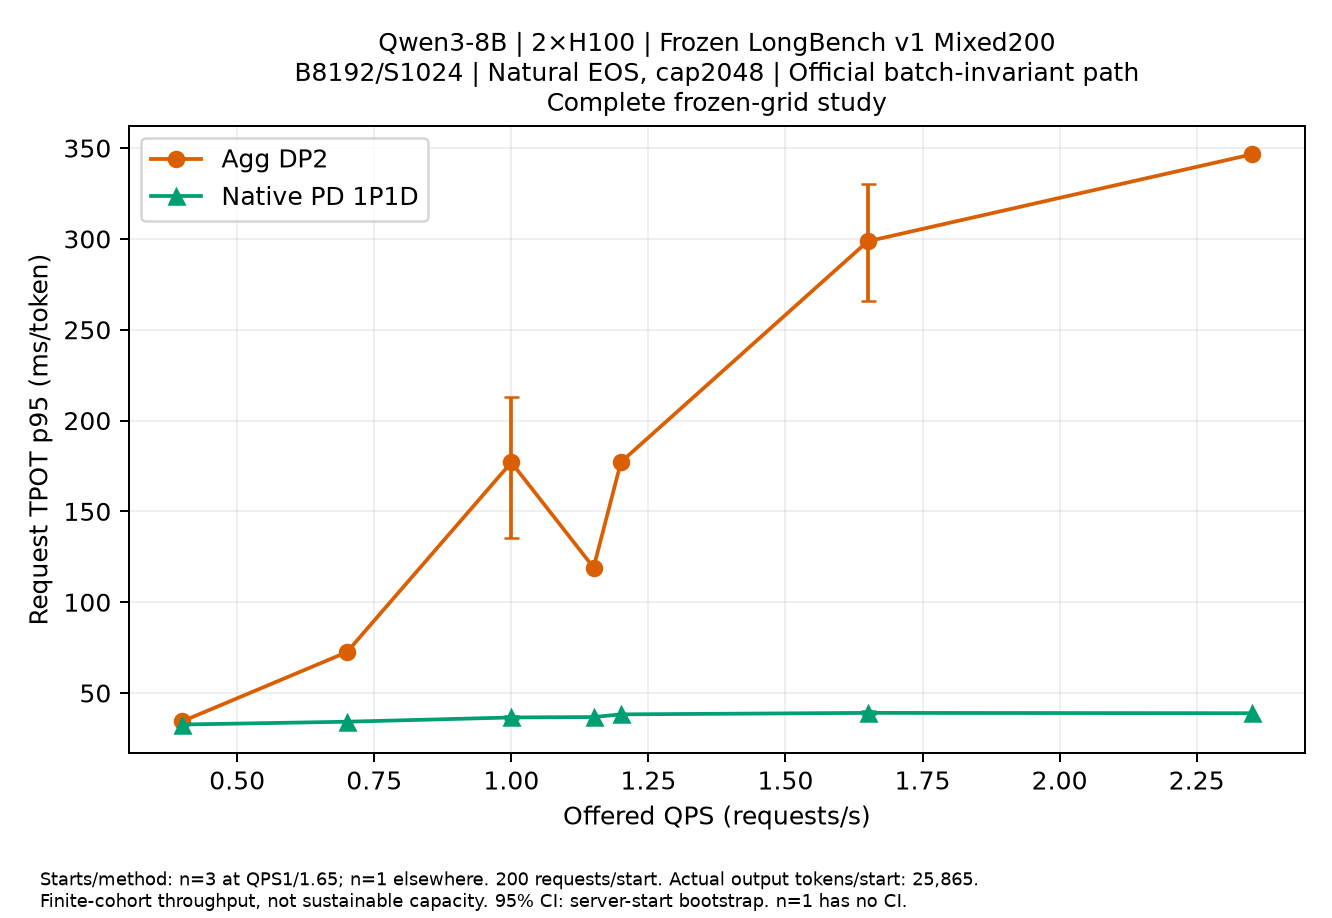 Qwen3-8B | 2×H100 | Frozen LongBench v1 Mixed200
B8192/S1024 | Natural EOS, cap2048 | Official batch-invariant path
Complete frozen-grid study
Agg DP2
Native PD 1P1D
Request TPOT p95 (ms/token)
350
300
250
200
150
100
50
0.50 0.75 1.00 1.25 1.50 1.75 2.00 2.25
Offered QPS (requests/s)
Starts/method: n=3 at QPS1/1.65; n=1 elsewhere. 200 requests/start. Actual output tokens/start: 25,865.
Finite-cohort throughput, not sustainable capacity. 95% CI: server-start bootstrap. n=1 has no CI.